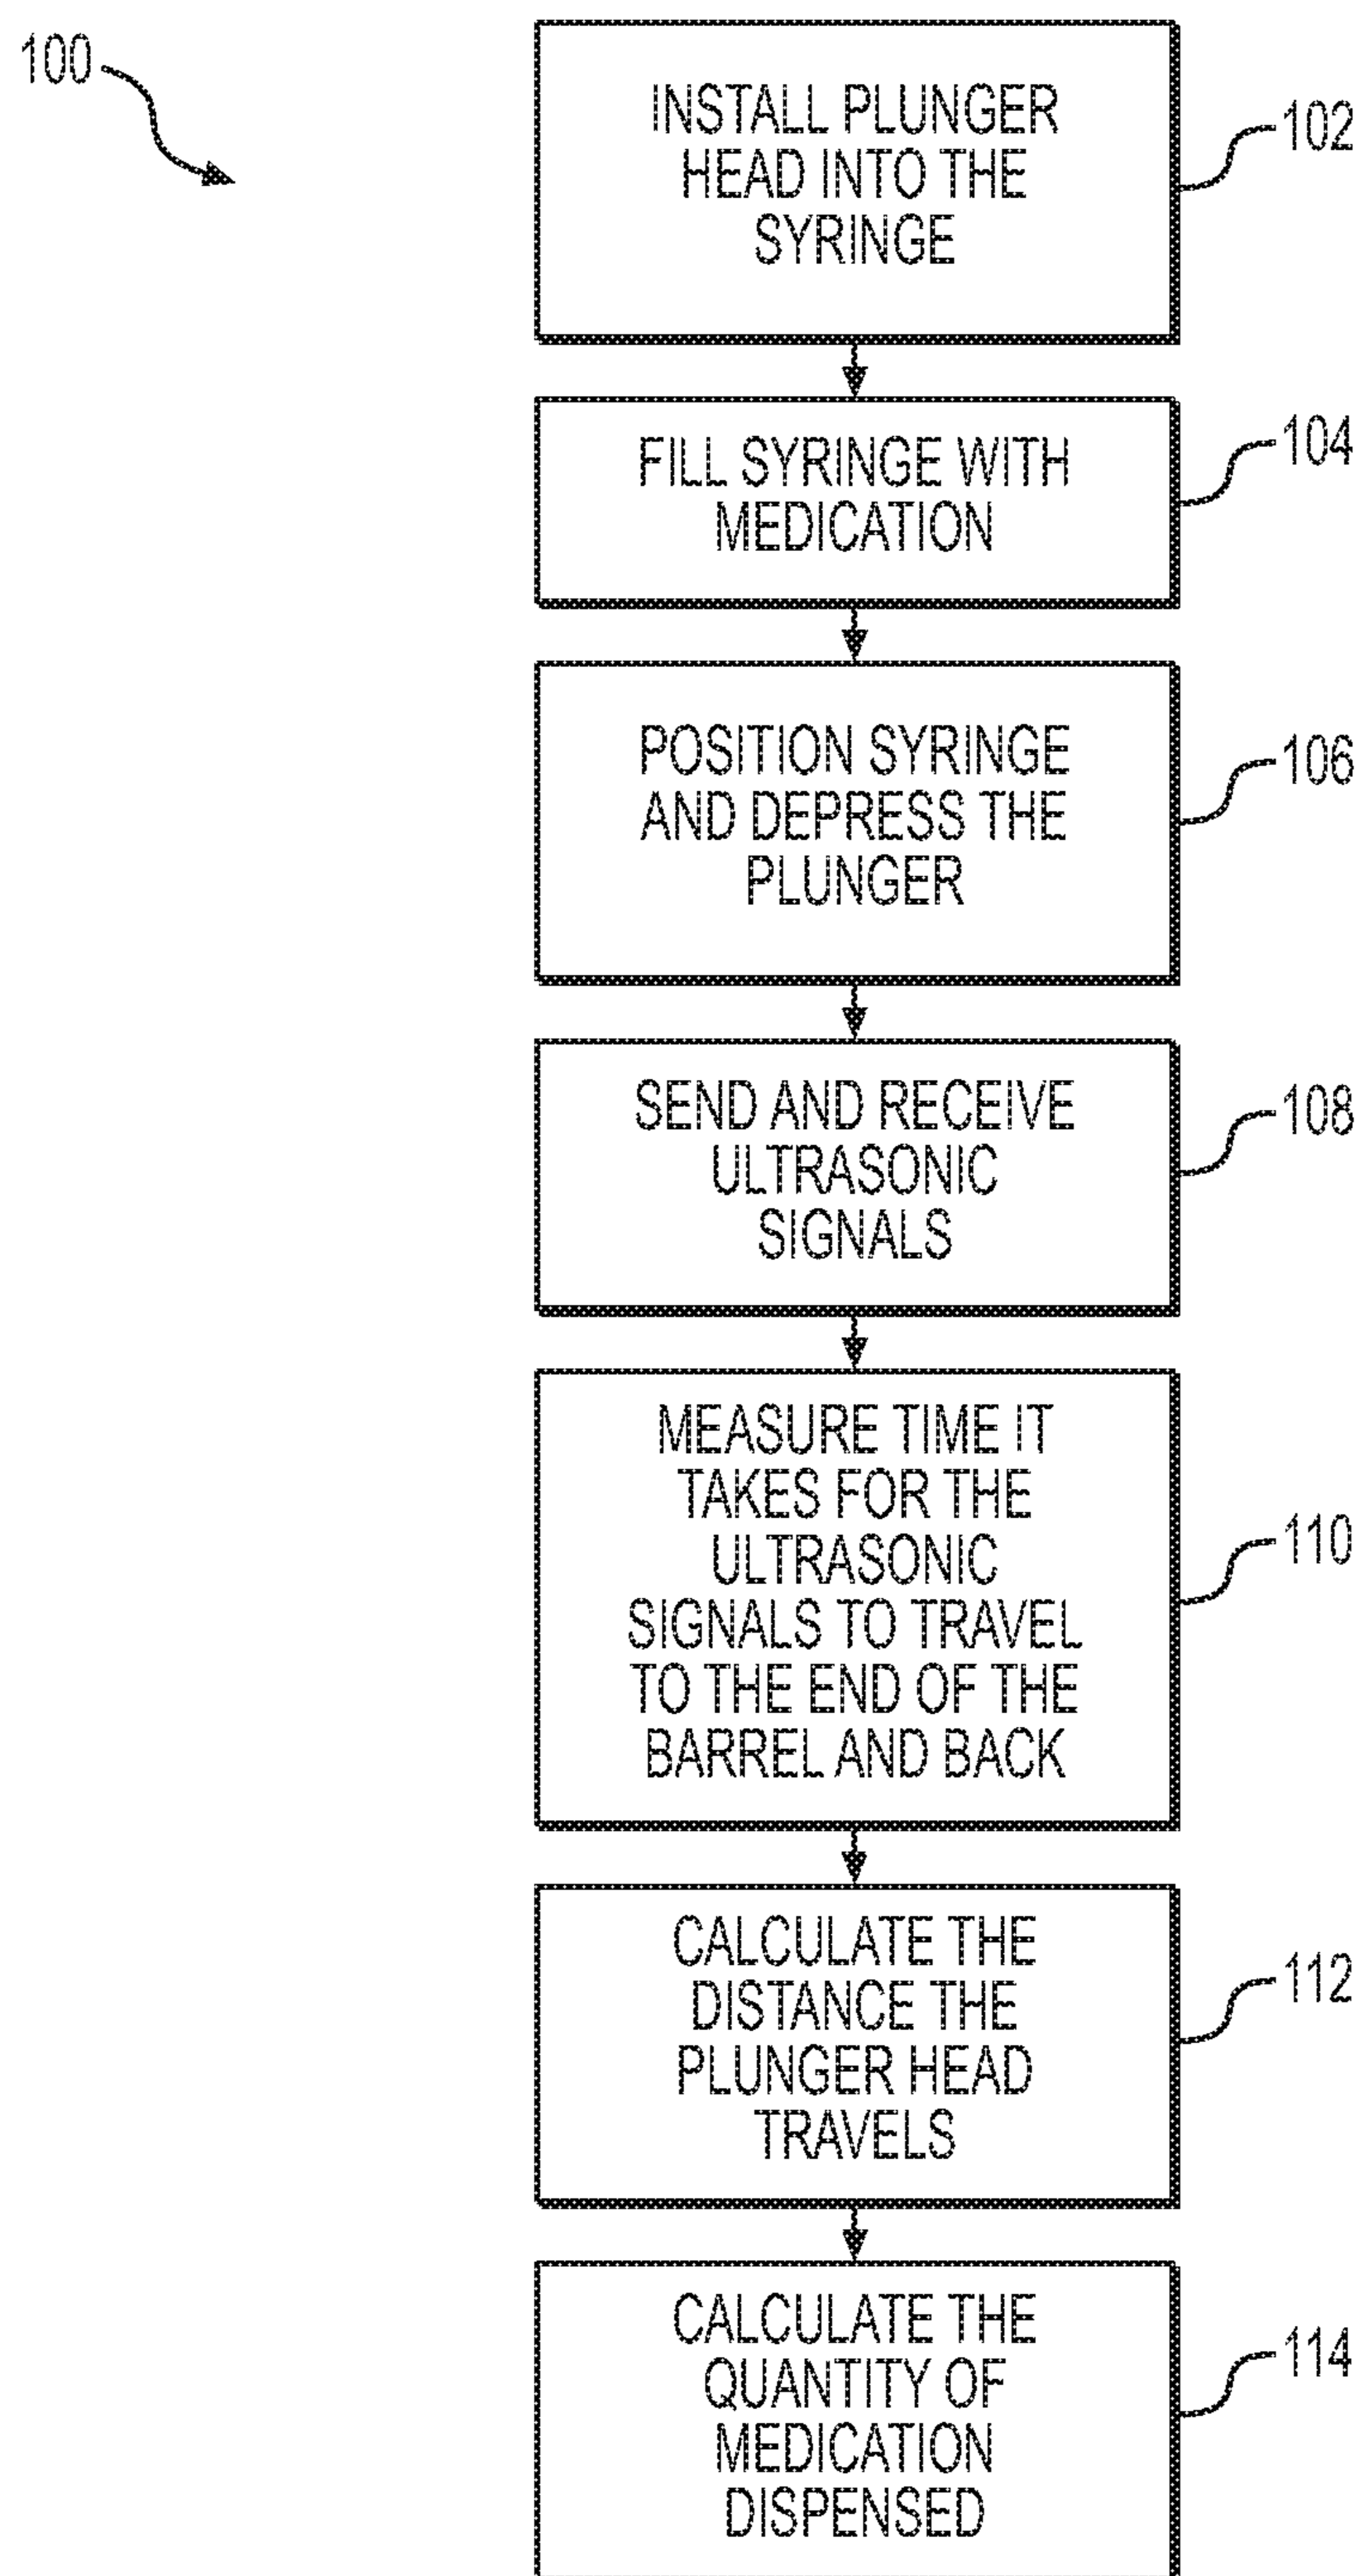 100
INSTALL PLUNGER
HEAD INTO THE
SYRINGE
102
FILL SYRINGE WITH
MEDICATION
104
POSITION SYRINGE
AND DEPRESS THE
PLUNGER
106
SEND AND RECEIVE
ULTRASONIC
SIGNALS
108
MEASURE TIME IT
TAKES FOR THE
ULTRASONIC
SIGNALS TO TRAVEL
TO THE END OF THE
BARREL AND BACK
110
CALCULATE THE
DISTANCE THE
PLUNGER HEAD
TRAVELS
112
CALCULATE THE
QUANTITY OF
MEDICATION
DISPENSED
114